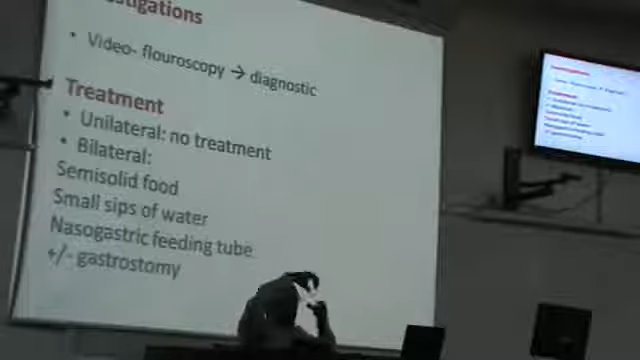 stigations
• Video- flouroscopy → diagnostic
Treatment
• Unilateral: no treatment
• Bilateral:
Semisolid food
Small sips of water
Nasogastric feeding tube
+/- gastrostomy